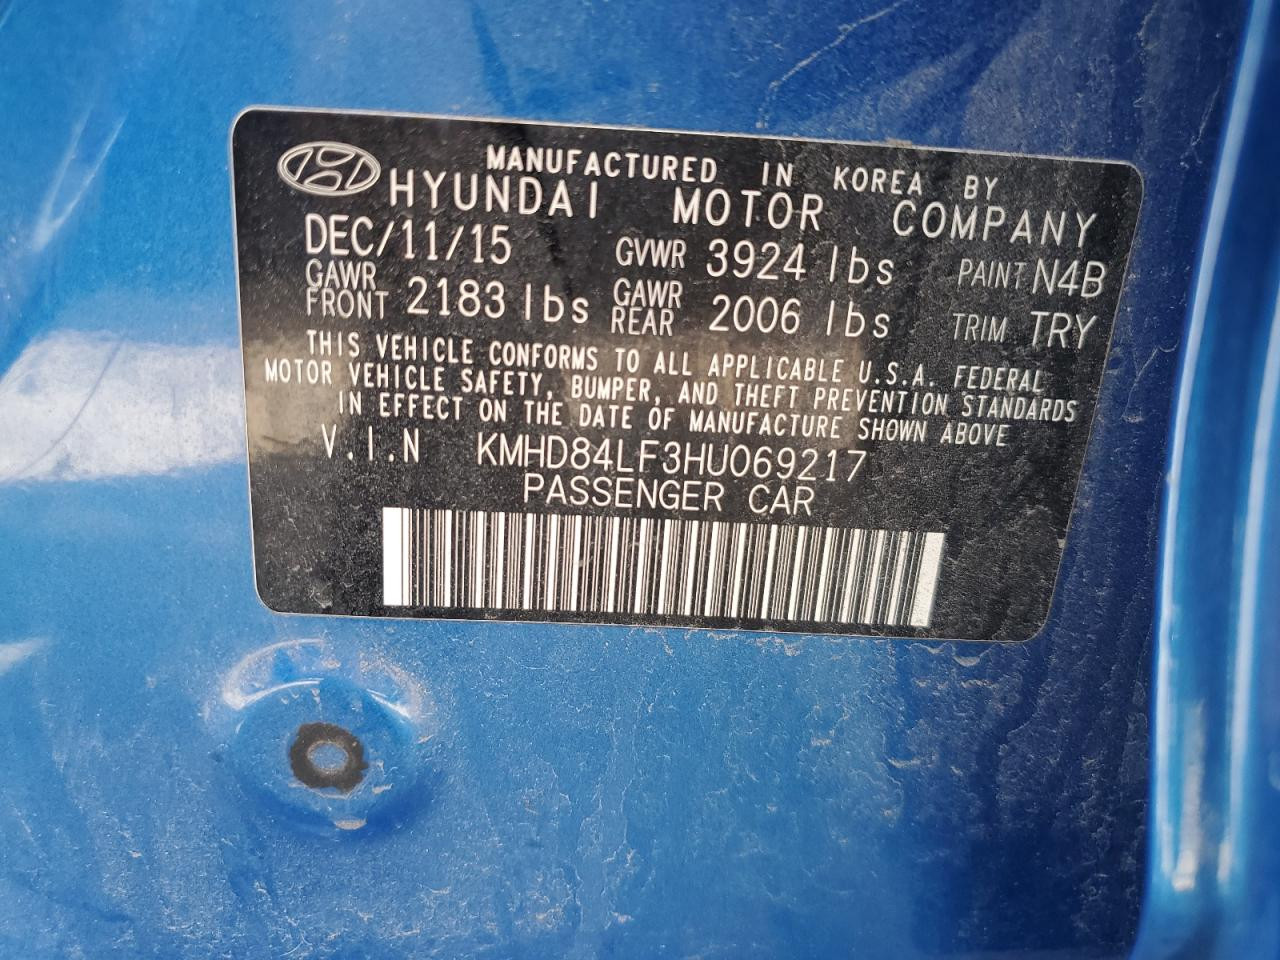 MANUFACTURED IN KOREA BY
HYUNDAI MOTOR COMPANY
DEC/11/15 GVWR 3924 lbs PAINT N4B
GAWR FRONT 2183 lbs GAWR REAR 2006 lbs TRIM TRY
THIS VEHICLE CONFORMS TO ALL APPLICABLE U.S.A. FEDERAL
MOTOR VEHICLE SAFETY, BUMPER, AND THEFT PREVENTION STANDARDS
IN EFFECT ON THE DATE OF MANUFACTURE SHOWN ABOVE
V.I.N KMHD84LF3HU069217
PASSENGER CAR